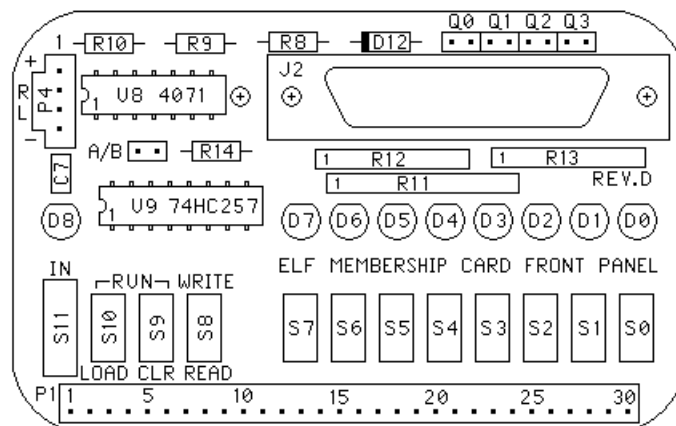 Q0 Q1 Q2 Q3
1 R10 R9 R8 D12
+ J2
R L P4 U8 4071
1
-
A/B R14 1 R12 1 R13
C7 1 R11 REV.D
U9 74HC257
1
D8 D7 D6 D5 D4 D3 D2 D1 D0
IN ELF MEMBERSHIP CARD FRONT PANEL
RUN WRITE
S11 S10 S9 S8 S7 S6 S5 S4 S3 S2 S1 S0
LOAD CLR READ
P1 1 5 10 15 20 25 30